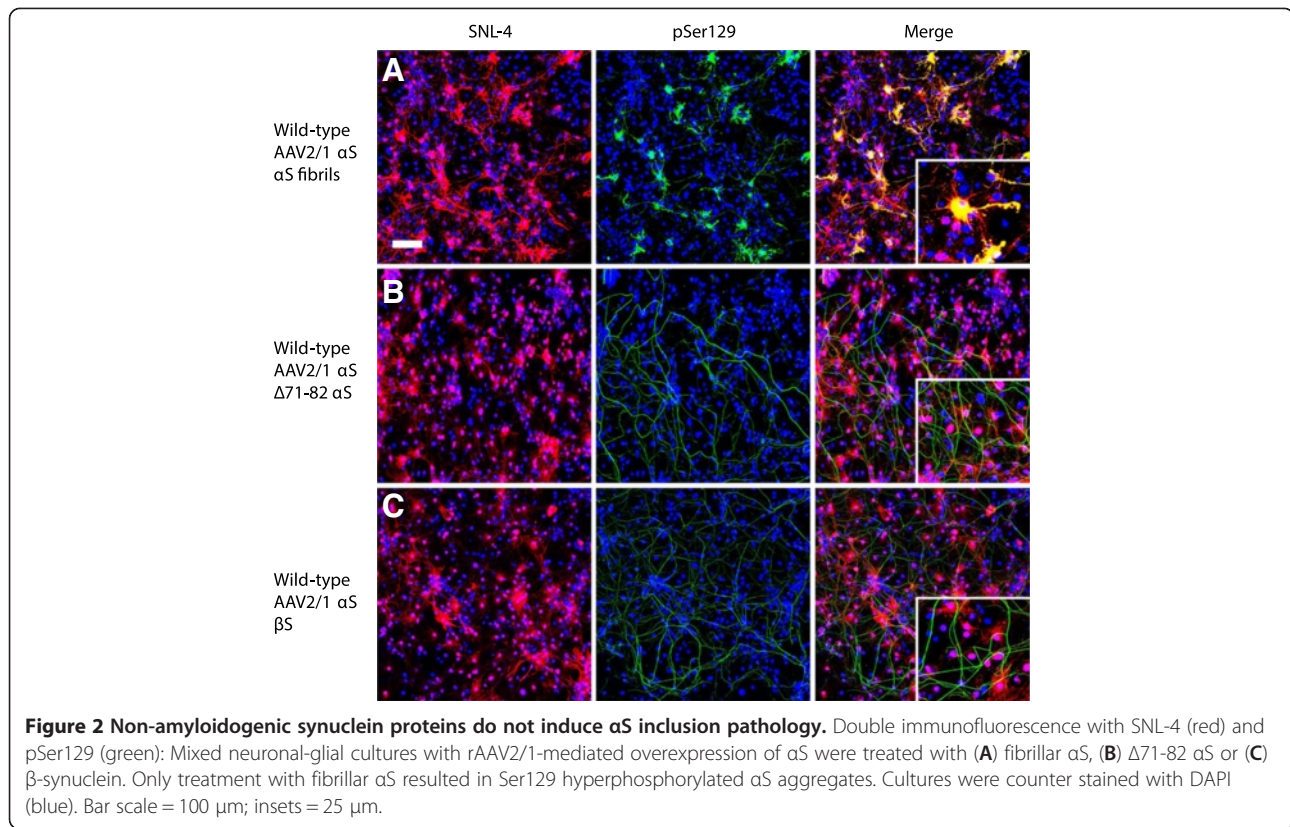 SNL-4 pSer129 Merge
A
Wild-type
AAV2/1 αS
αS fibrils
B
Wild-type
AAV2/1 αS
Δ71-82 αS
C
Wild-type
AAV2/1 αS
βS
Figure 2 Non-amyloidogenic synuclein proteins do not induce αS inclusion pathology. Double immunofluorescence with SNL-4 (red) and
pSer129 (green): Mixed neuronal-glial cultures with rAAV2/1-mediated overexpression of αS were treated with (A) fibrillar αS, (B) Δ71-82 αS or (C)
β-synuclein. Only treatment with fibrillar αS resulted in Ser129 hyperphosphorylated αS aggregates. Cultures were counter stained with DAPI
(blue). Bar scale = 100 μm; insets = 25 μm.